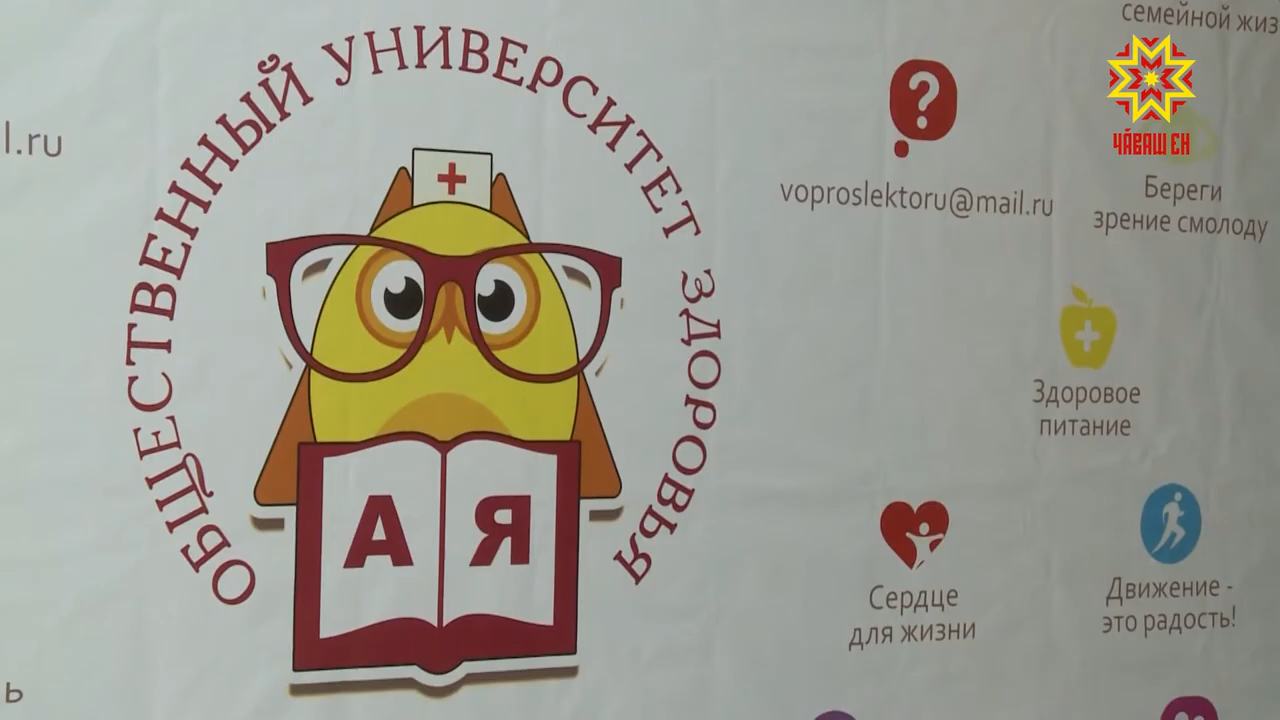 ОБЩЕСТВЕННЫЙ УНИВЕРСИТЕТ ЗДОРОВЬЯ
А Я
l.ru
ь
семейной жиз
ЧӐВАШ ЕН
voproslektoru@mail.ru
Береги
зрение смолоду
Здоровое
питание
Сердце
для жизни
Движение -
это радость!